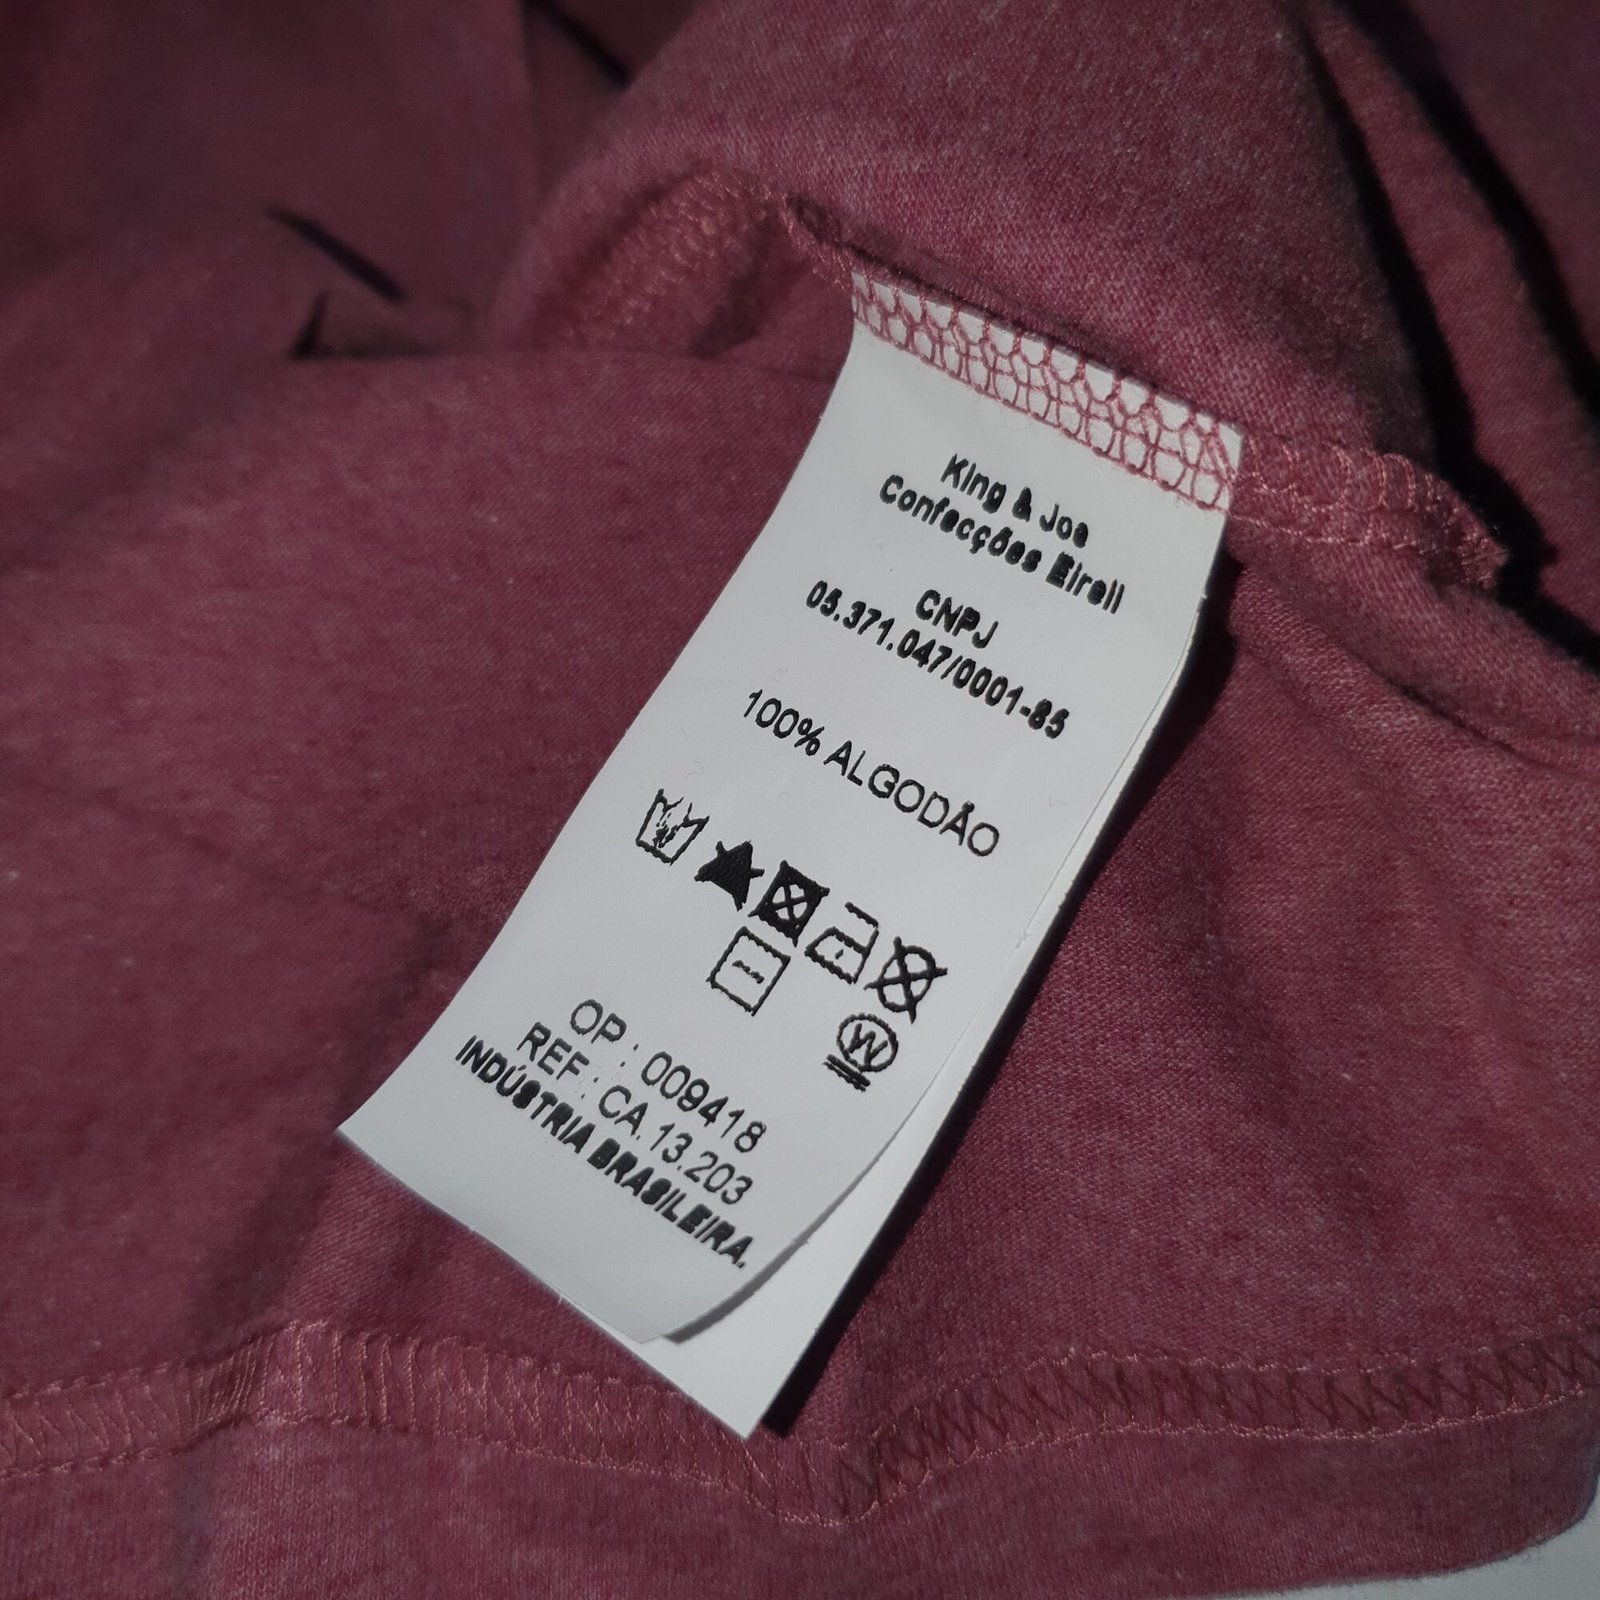 King & Joe
Confecções Eireli
CNPJ
05.371.047/0001-85
100% ALGODÃO
W
OP : 009418
REF : CA.13.203
INDÚSTRIA BRASILEIRA.